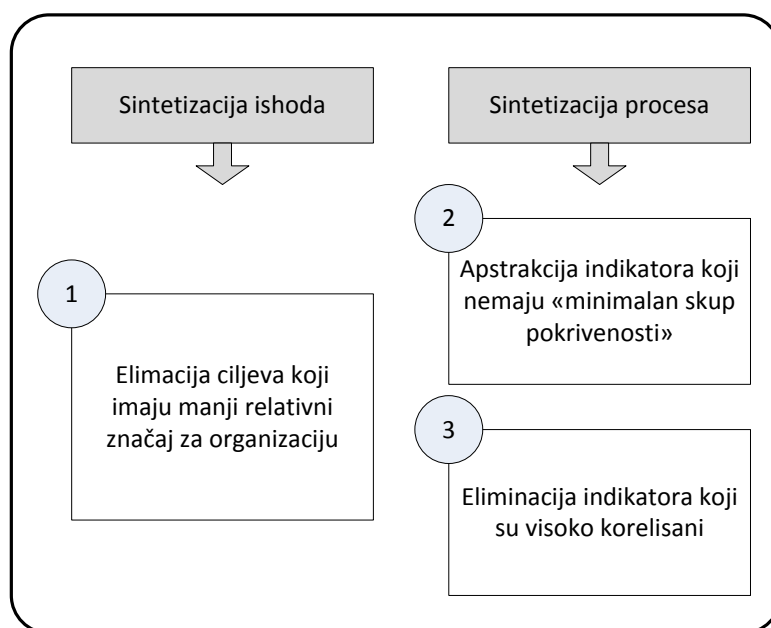 Sintetizacija ishoda
Sintetizacija procesa
1
Elimacija ciljeva koji
imaju manji relativni
značaj za organizaciju
2
Apstrakcija indikatora koji
nemaju «minimalan skup
pokrivenosti»
3
Eliminacija indikatora koji
su visoko korelisani